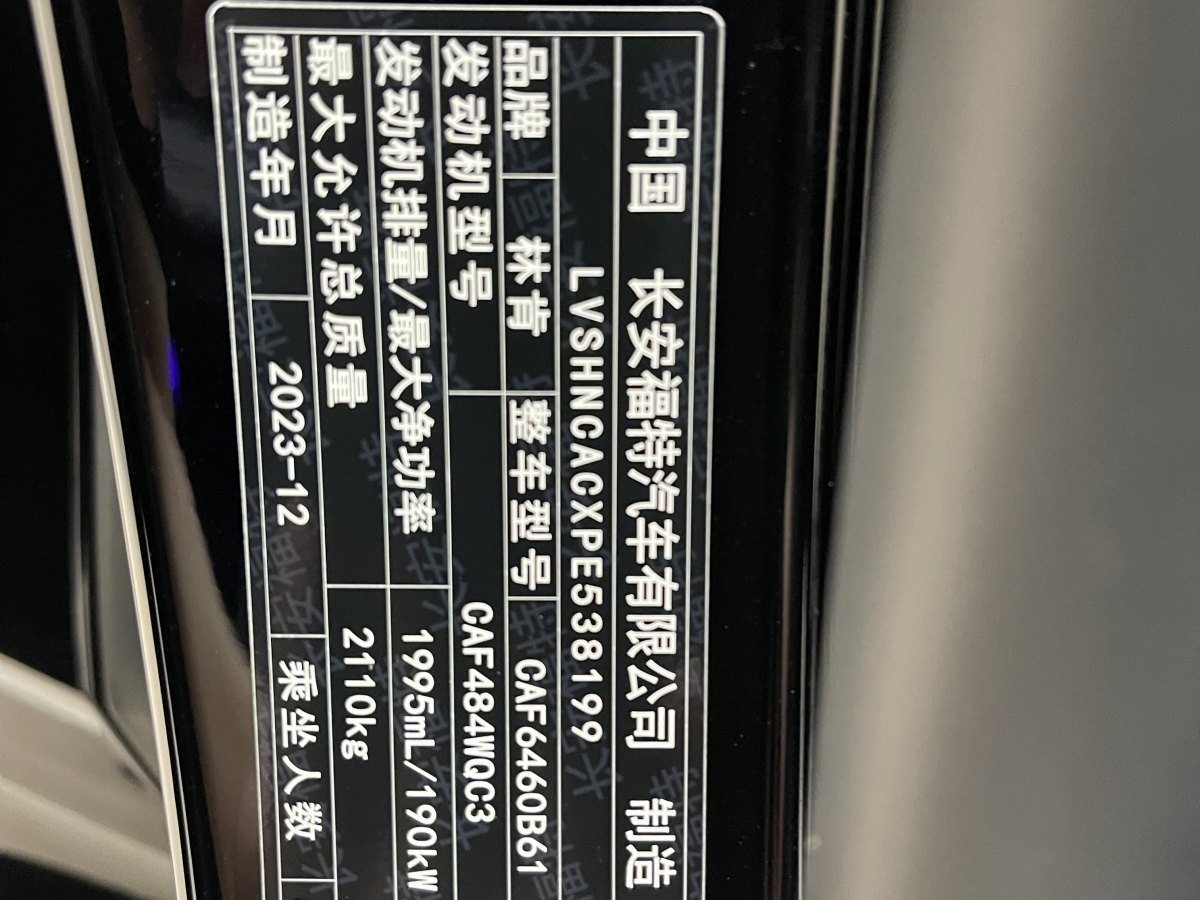 中国 长安福特汽车有限公司 制造
LVSHNCACXPE538199
品牌 林肯 整车型号 CAF6460B61
发动机型号 CAF484WQC3
发动机排量/最大净功率 1995mL/190kW
最大允许总质量 2110kg
制造年月 2023-12 乘坐人数